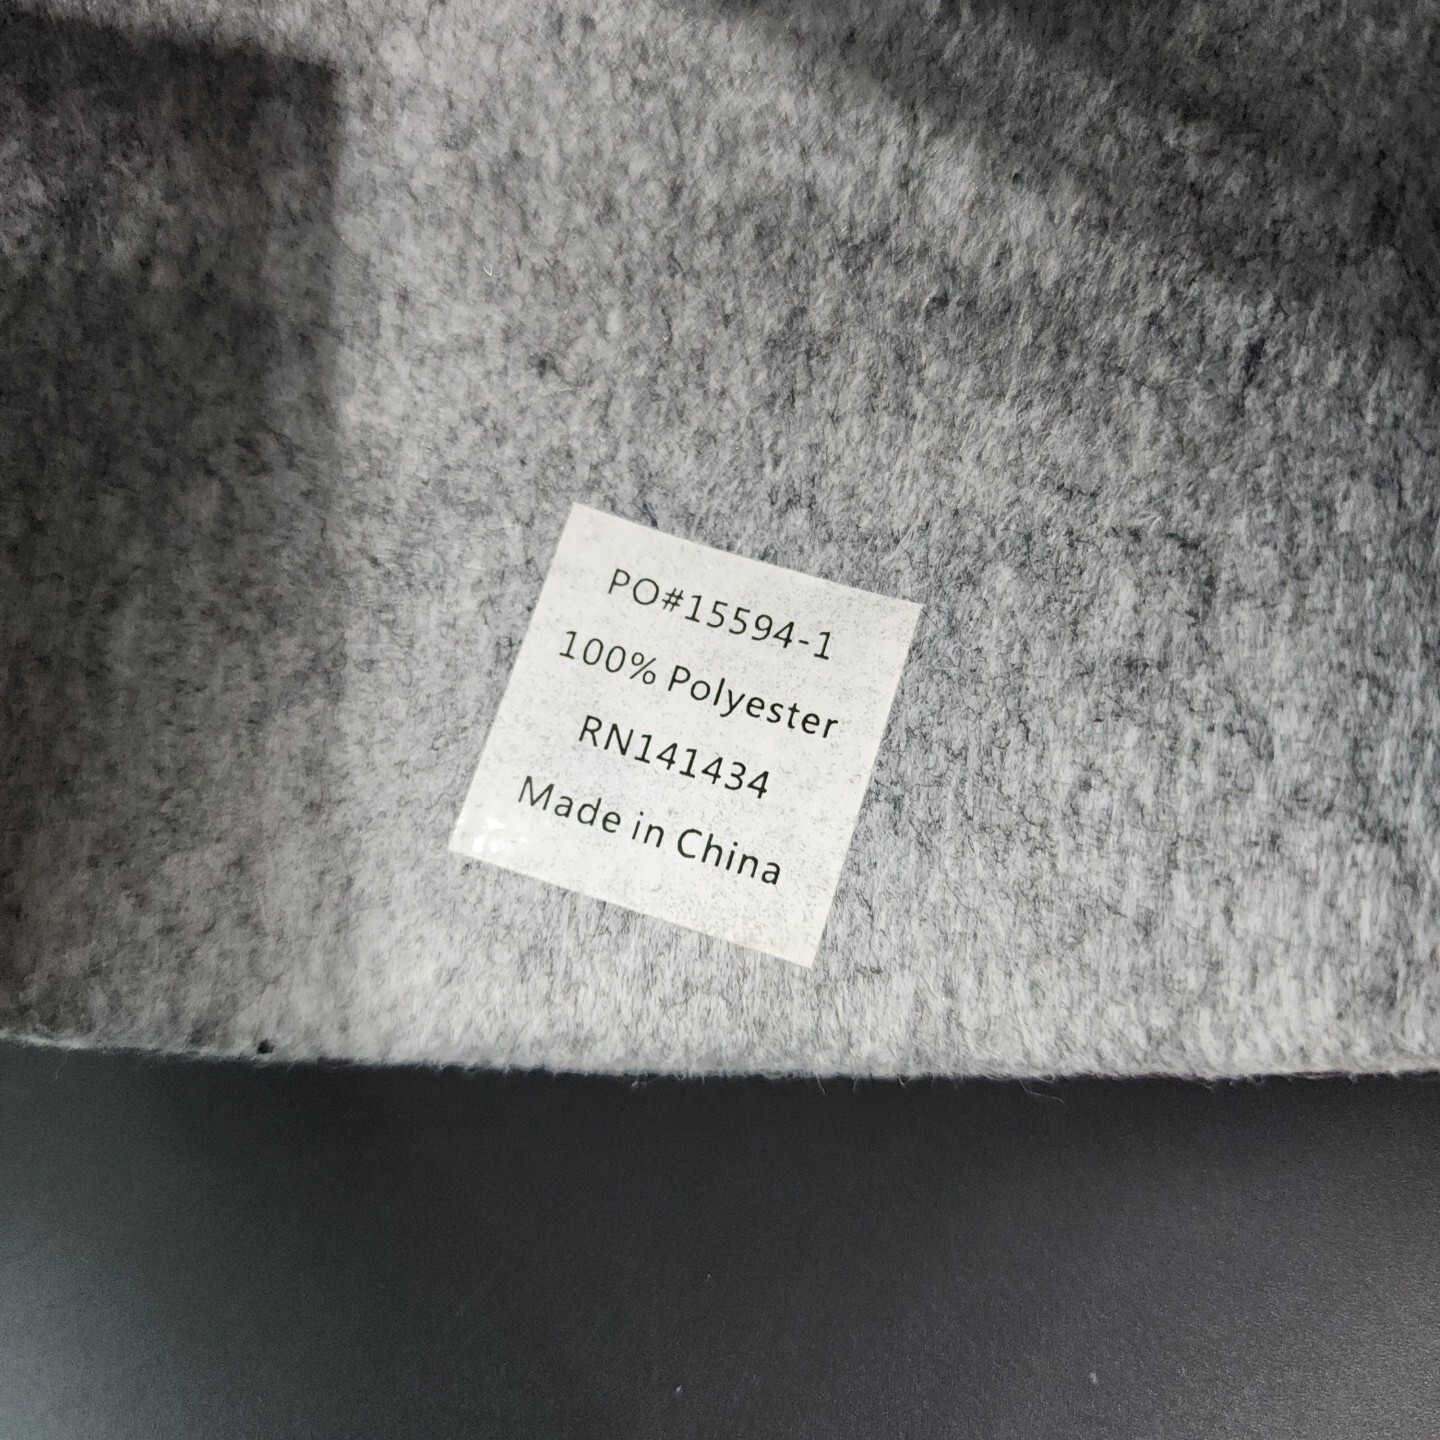 PO#15594-1
100% Polyester
RN141434
Made in China